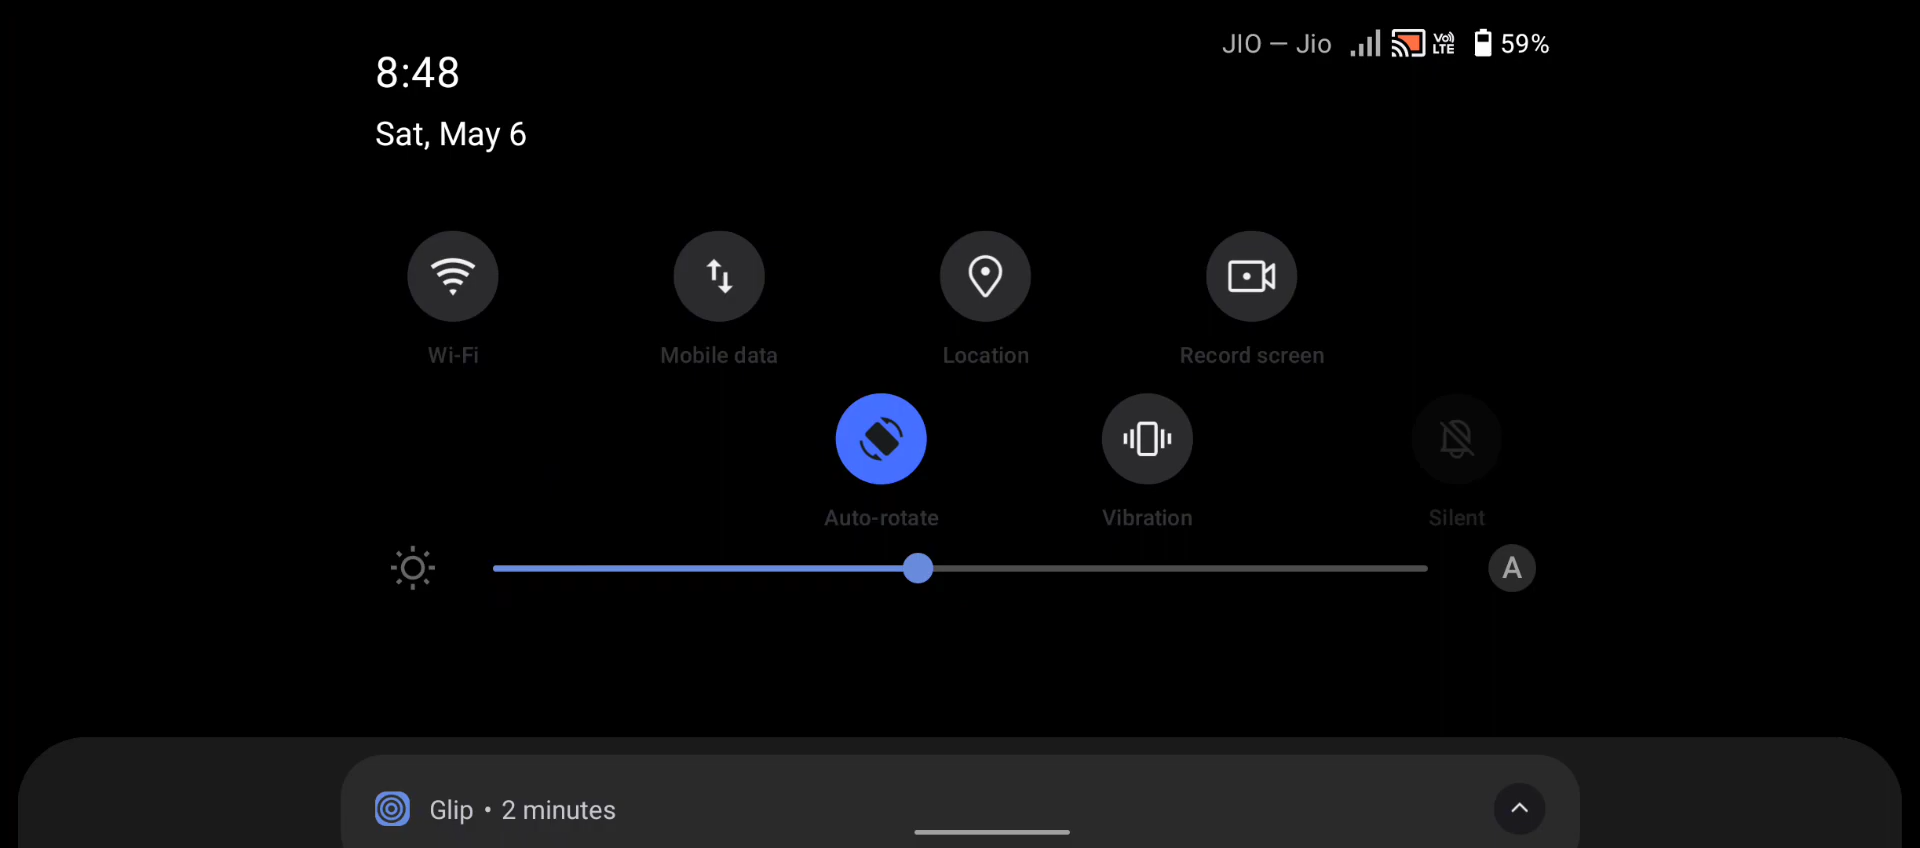 8:48
JIO — Jio VoLTE 59%
Sat, May 6
Wi-Fi Mobile data Location Record screen
Auto-rotate Vibration Silent
A
Glip • 2 minutes